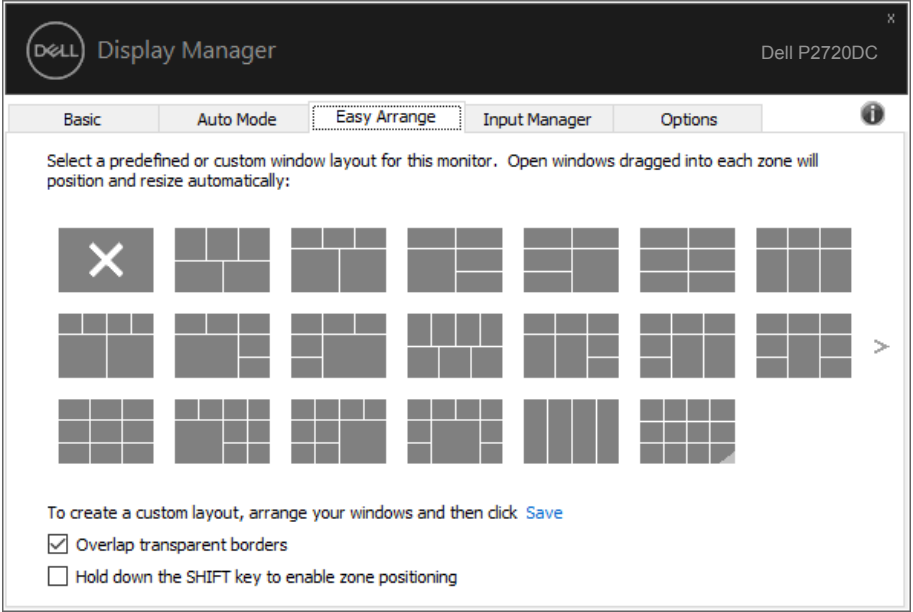 x
DELL Display Manager
Dell P2720DC
Basic Auto Mode Easy Arrange Input Manager Options i
Select a predefined or custom window layout for this monitor. Open windows dragged into each zone will
position and resize automatically:
>
To create a custom layout, arrange your windows and then click Save
Overlap transparent borders
Hold down the SHIFT key to enable zone positioning